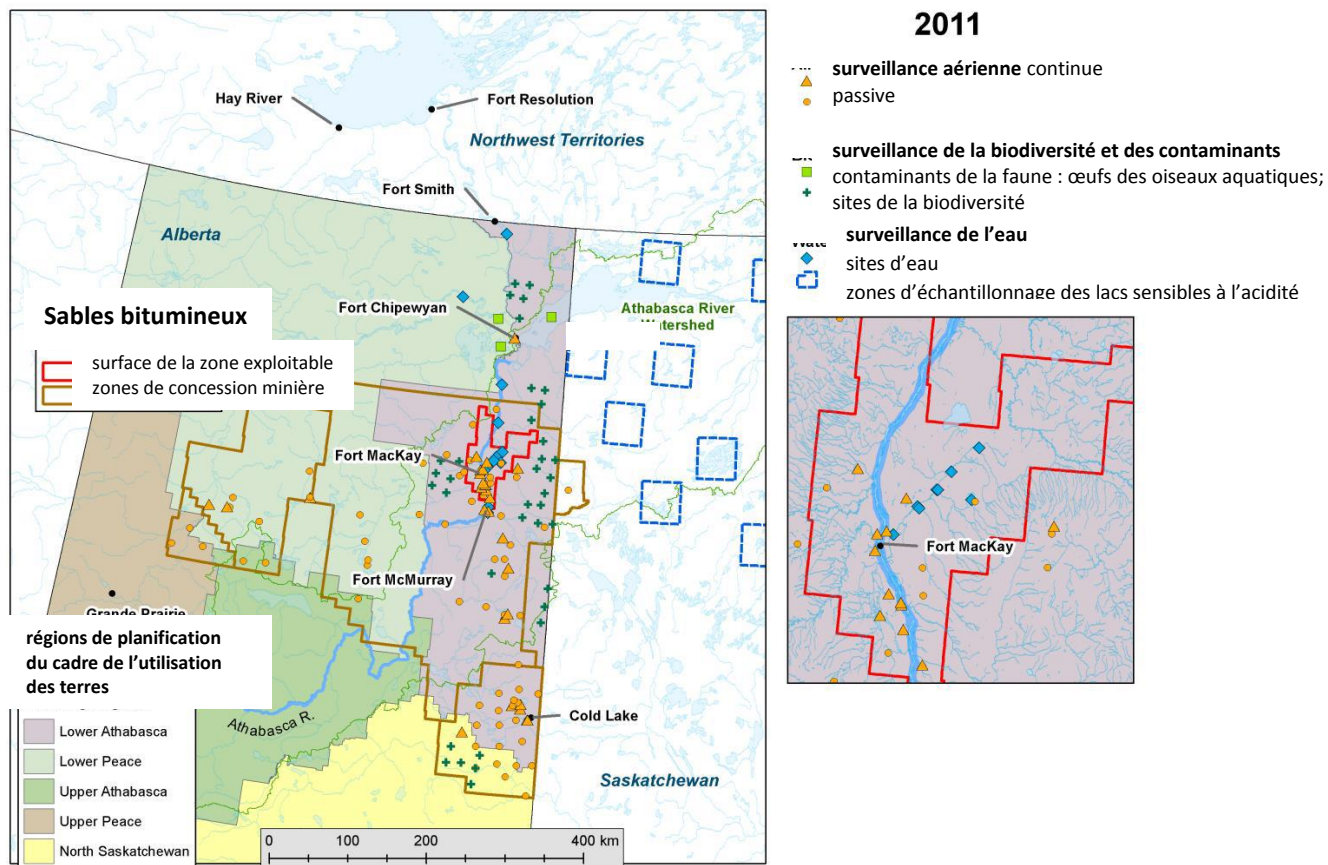 2011
surveillance aérienne continue
passive
surveillance de la biodiversité et des contaminants
contaminants de la faune : œufs des oiseaux aquatiques;
sites de la biodiversité
surveillance de l'eau
sites d'eau
zones d'échantillonnage des lacs sensibles à l'acidité
Hay River
Fort Resolution
Northwest Territories
Fort Smith
Alberta
Fort Chipewyan
Athabasca River
Watershed
Sables bitumineux
surface de la zone exploitable
zones de concession minière
Fort MacKay
Fort McMurray
Grande Prairie
régions de planification
du cadre de l'utilisation
des terres
Athabasca R.
Cold Lake
Saskatchewan
Lower Athabasca
Lower Peace
Upper Athabasca
Upper Peace
North Saskatchewan
0 100 200 400 km
Fort MacKay